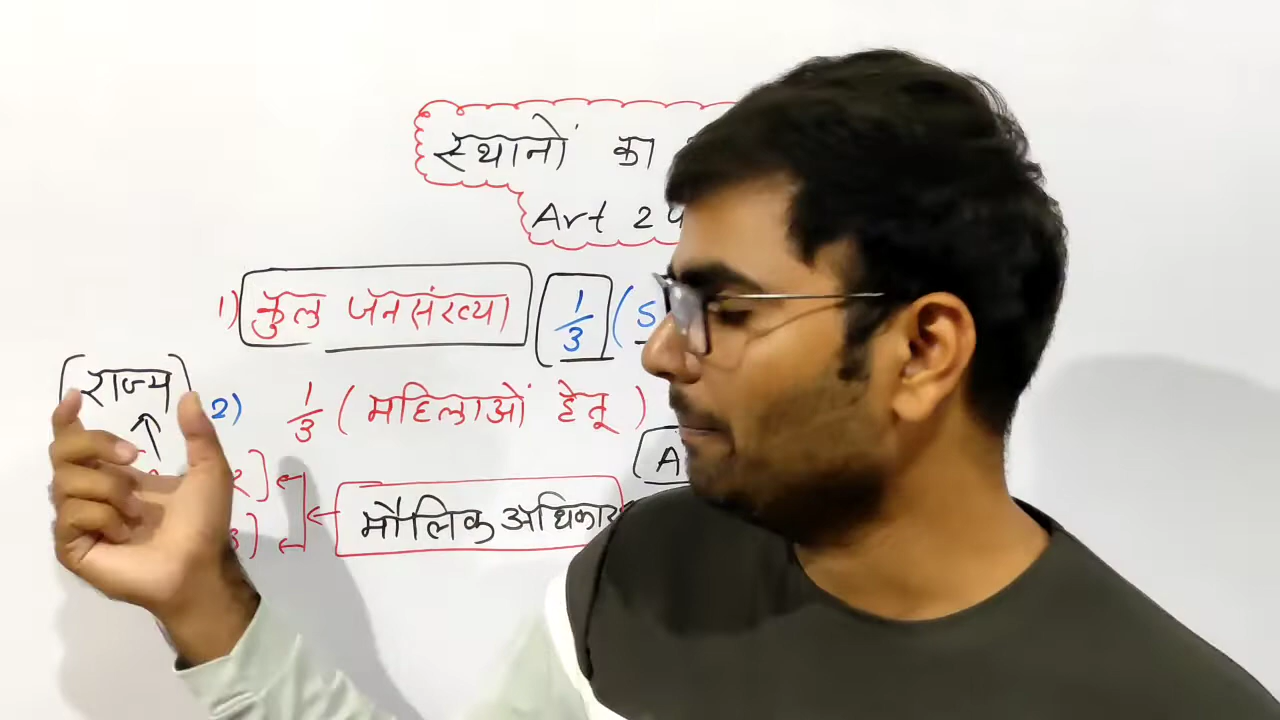 स्थानों का
Art 24
1) कुल जनसंख्या 1/3 (S
(राज्य)
2) 1/3 (महिलाओं हेतू)
A
मौलिक अधिकार